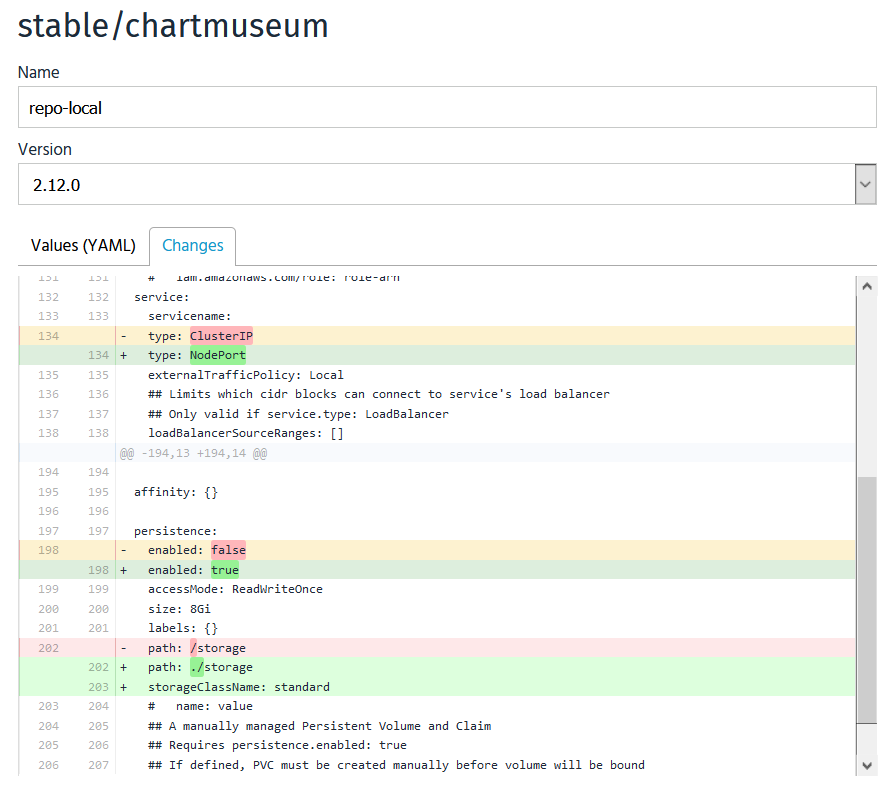 stable/chartmuseum
Name
repo-local
Version
2.12.0
Values (YAML) Changes
131 131 # iam.amazonaws.com/role: role-arn
132 132 service:
133 133 servicename:
134 - type: ClusterIP
134 + type: NodePort
135 135 externalTrafficPolicy: Local
136 136 ## Limits which cidr blocks can connect to service's load balancer
137 137 ## Only valid if service.type: LoadBalancer
138 138 loadBalancerSourceRanges: []
@@ -194,13 +194,14 @@
194 194
195 195 affinity: {}
196 196
197 197 persistence:
198 - enabled: false
198 + enabled: true
199 199 accessMode: ReadWriteOnce
200 200 size: 8Gi
201 201 labels: {}
202 - path: /storage
202 + path: ./storage
203 + storageClassName: standard
203 204 # name: value
204 205 ## A manually managed Persistent Volume and Claim
205 206 ## Requires persistence.enabled: true
206 207 ## If defined, PVC must be created manually before volume will be bound